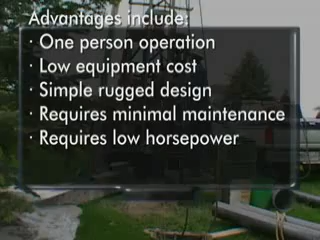 Advantages include:
· One person operation
· Low equipment cost
· Simple rugged design
· Requires minimal maintenance
· Requires low horsepower